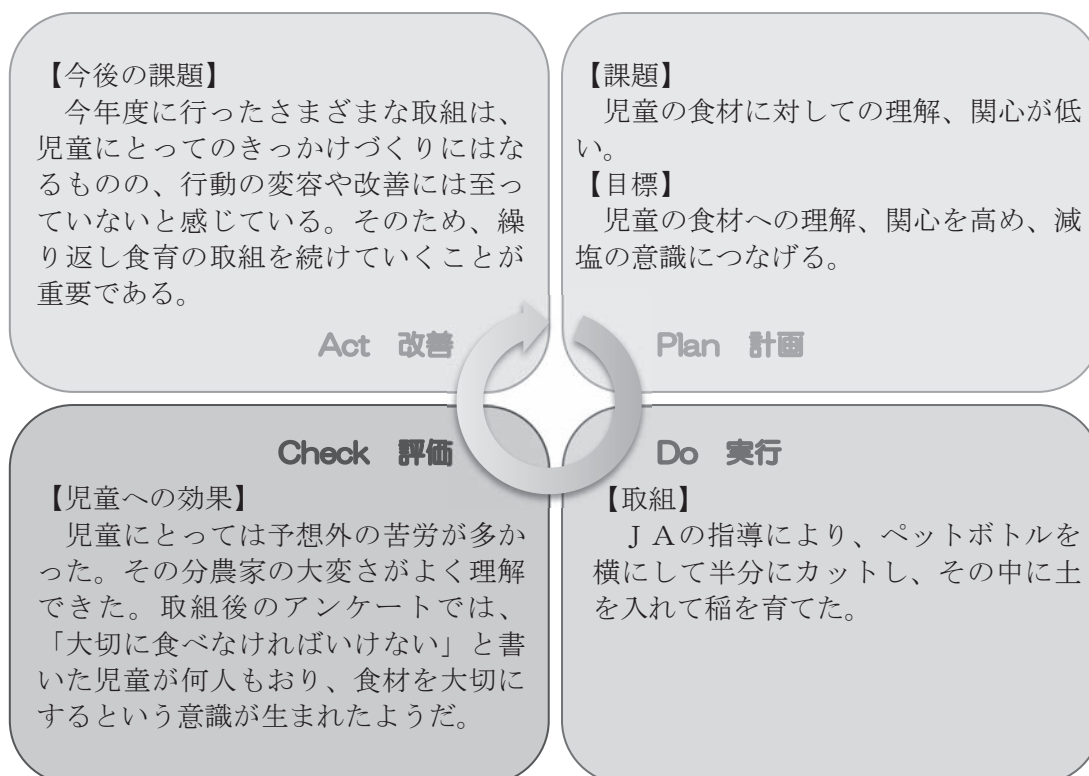 【今後の課題】
今年度に行ったさまざまな取組は、
児童にとってのきっかけづくりにはな
るものの、行動の変容や改善には至っ
ていないと感じている。そのため、繰
り返し食育の取組を続けていくことが
重要である。
Act 改善
【課題】
児童の食材に対しての理解、関心が低
い。
【目標】
児童の食材への理解、関心を高め、減
塩の意識につなげる。
Plan 計画
Check 評価
【児童への効果】
児童にとっては予想外の苦労が多か
った。その分農家の大変さがよく理解
できた。取組後のアンケートでは、
「大切に食べなければいけない」と書
いた児童が何人もおり、食材を大切に
するという意識が生まれたようだ。
Do 実行
【取組】
ＪＡの指導により、ペットボトルを
横にして半分にカットし、その中に土
を入れて稲を育てた。